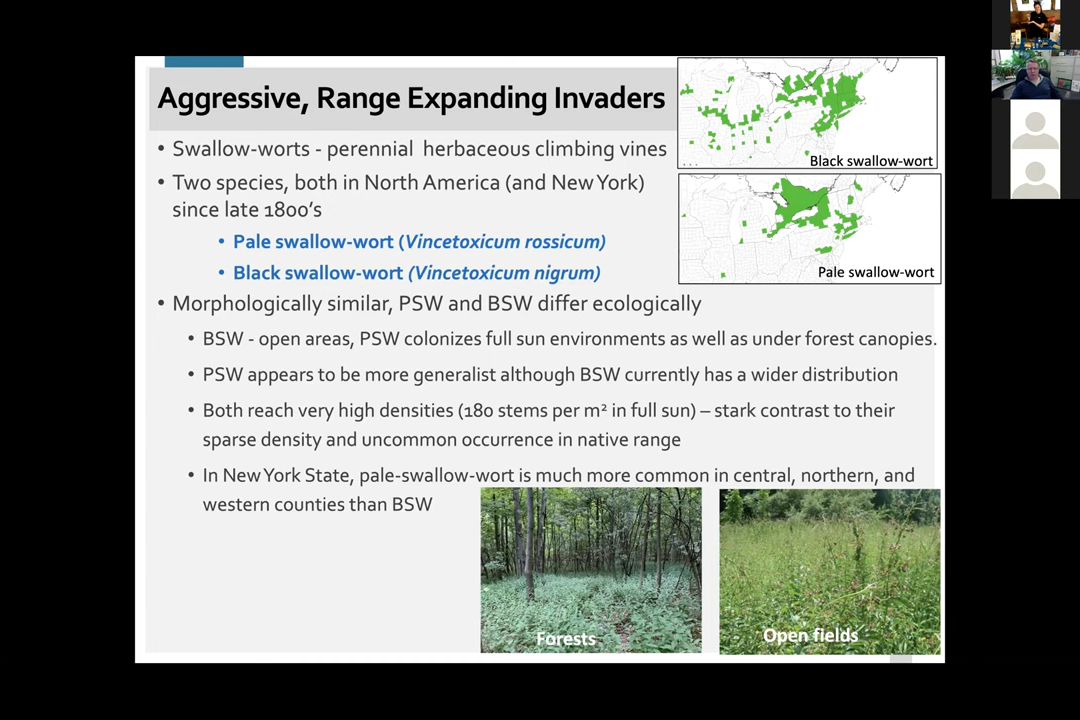 Aggressive, Range Expanding Invaders
• Swallow-worts - perennial herbaceous climbing vines
• Two species, both in North America (and New York)
since late 1800's
• Pale swallow-wort (Vincetoxicum rossicum)
• Black swallow-wort (Vincetoxicum nigrum)
• Morphologically similar, PSW and BSW differ ecologically
• BSW - open areas, PSW colonizes full sun environments as well as under forest canopies.
• PSW appears to be more generalist although BSW currently has a wider distribution
• Both reach very high densities (180 stems per m² in full sun) – stark contrast to their
sparse density and uncommon occurrence in native range
• In New York State, pale-swallow-wort is much more common in central, northern, and
western counties than BSW
Black swallow-wort
Pale swallow-wort
Forests
Open fields